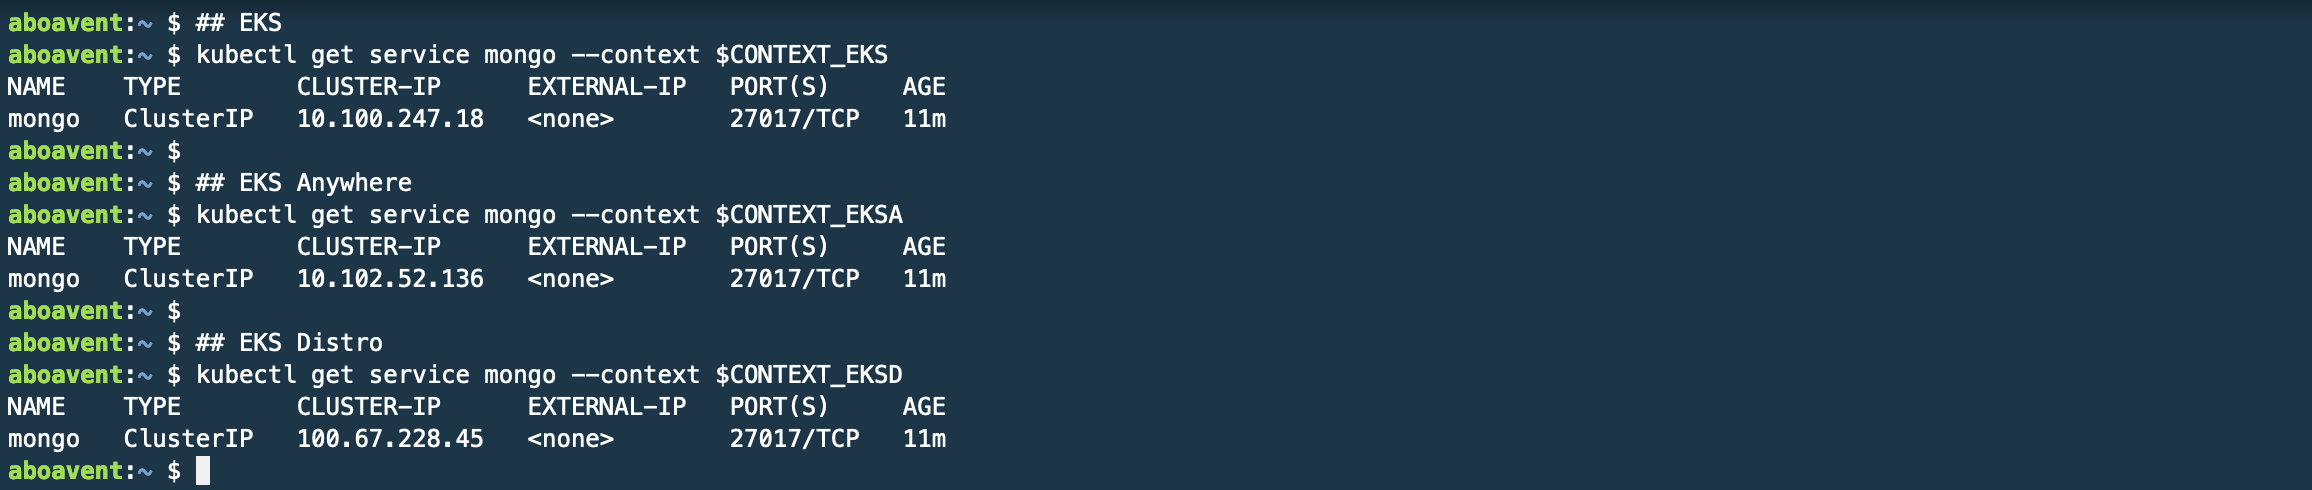 aboavent:~ $ ## EKS
aboavent:~ $ kubectl get service mongo --context $CONTEXT_EKS
NAME    TYPE        CLUSTER-IP      EXTERNAL-IP   PORT(S)     AGE
mongo   ClusterIP   10.100.247.18   <none>        27017/TCP   11m
aboavent:~ $
aboavent:~ $ ## EKS Anywhere
aboavent:~ $ kubectl get service mongo --context $CONTEXT_EKSA
NAME    TYPE        CLUSTER-IP      EXTERNAL-IP   PORT(S)     AGE
mongo   ClusterIP   10.102.52.136   <none>        27017/TCP   11m
aboavent:~ $
aboavent:~ $ ## EKS Distro
aboavent:~ $ kubectl get service mongo --context $CONTEXT_EKSD
NAME    TYPE        CLUSTER-IP      EXTERNAL-IP   PORT(S)     AGE
mongo   ClusterIP   100.67.228.45   <none>        27017/TCP   11m
aboavent:~ $